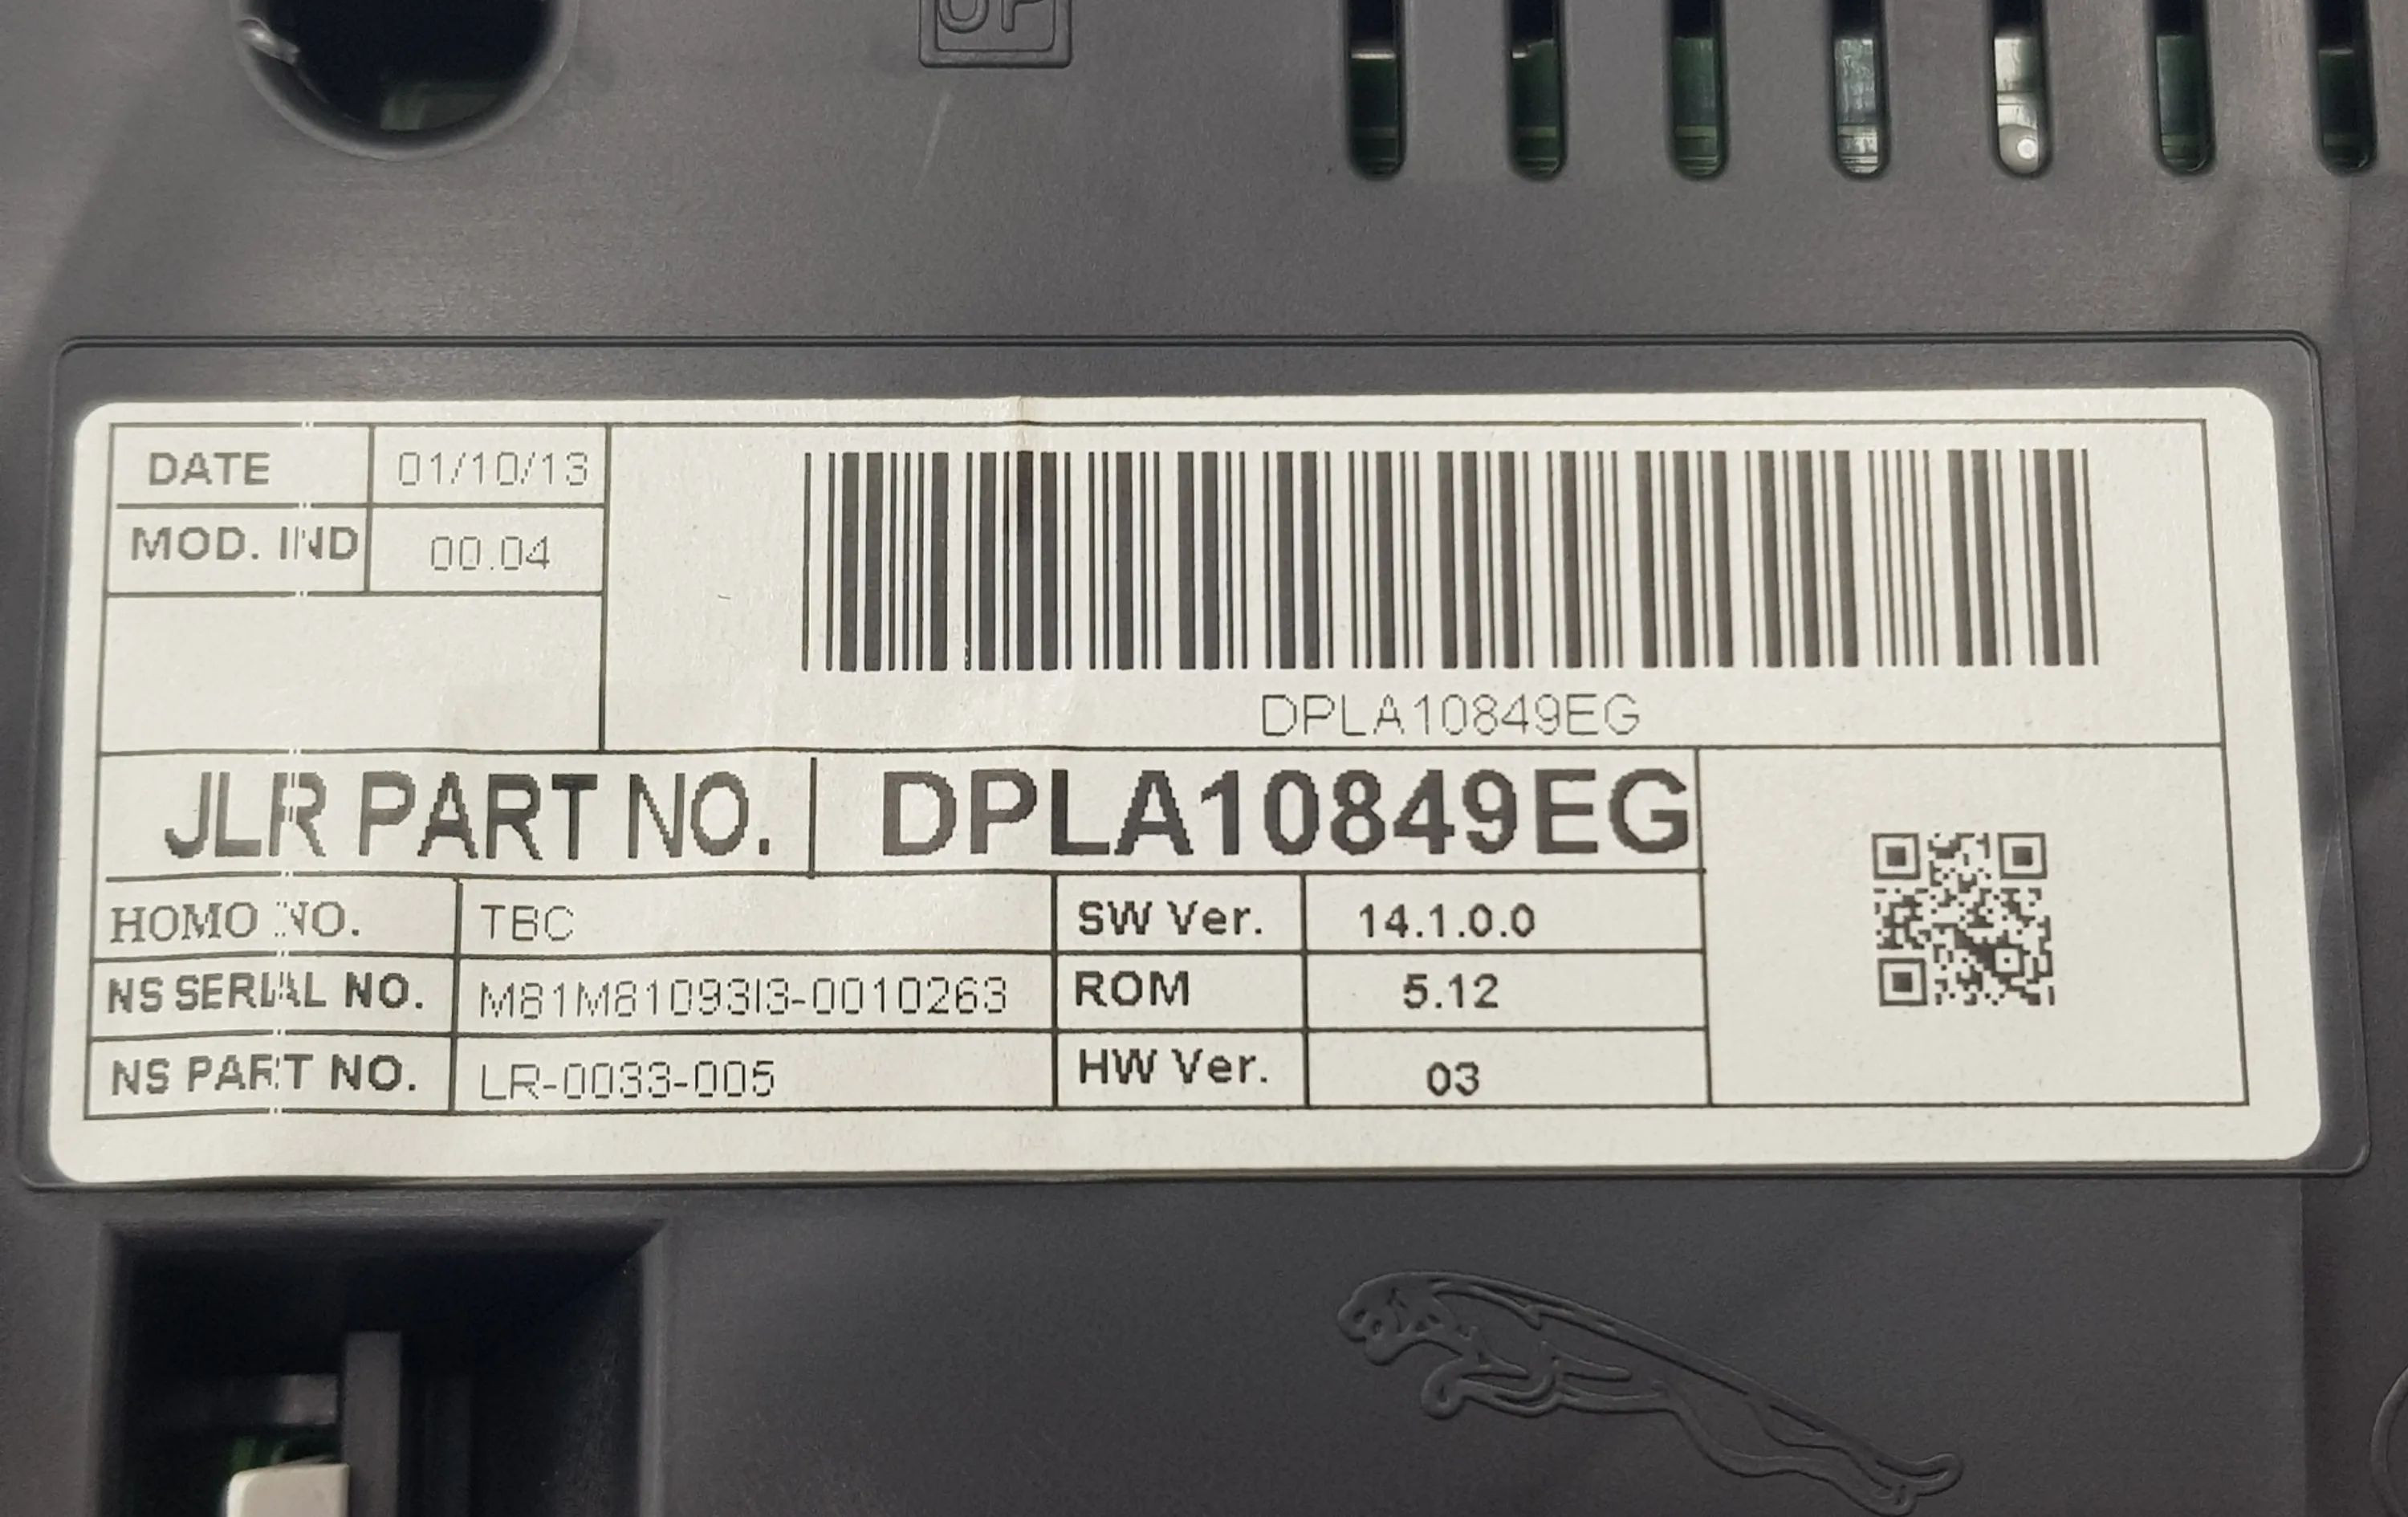 UP
DATE 01/10/13
MOD. IND 00.04
DPLA10849EG
JLR PART NO. DPLA10849EG
HOMO NO. TBC SW Ver. 14.1.0.0
NS SERIAL NO. M81M81093I3-0010263 ROM 5.12
NS PART NO. LR-0033-005 HW Ver. 03